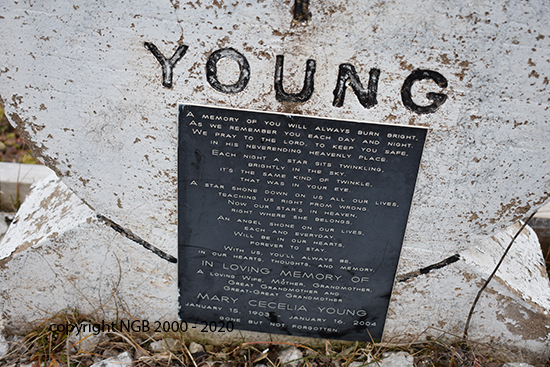 YOUNG
A MEMORY OF YOU WILL ALWAYS BURN BRIGHT,
AS WE REMEMBER YOU EACH DAY AND NIGHT.
WE PRAY TO THE LORD, TO KEEP YOU SAFE,
IN HIS NEVERENDING HEAVENLY PLACE.
EACH NIGHT A STAR SITS TWINKLING,
BRIGHTLY IN THE SKY.
IT'S THE SAME KIND OF TWINKLE,
THAT WAS IN YOUR EYE.
A STAR SHONE DOWN ON US ALL OUR LIVES,
TEACHING US RIGHT FROM WRONG.
NOW OUR STAR'S IN HEAVEN,
RIGHT WHERE SHE BELONGS.
AN ANGEL SHONE ON OUR LIVES,
EACH AND EVERYDAY.
WILL BE IN OUR HEARTS,
FOREVER TO STAY.
WITH US, YOU'LL ALWAYS BE,
IN OUR HEARTS, THOUGHTS, AND MEMORY.
IN LOVING MEMORY OF
A LOVING WIFE, MOTHER, GRANDMOTHER,
GREAT-GRANDMOTHER AND
GREAT-GREAT GRANDMOTHER
MARY CECELIA YOUNG
JANUARY 15, 1903 JANUARY 16, 2004
GONE BUT NOT FORGOTTEN
copyright NGB 2000 - 2020